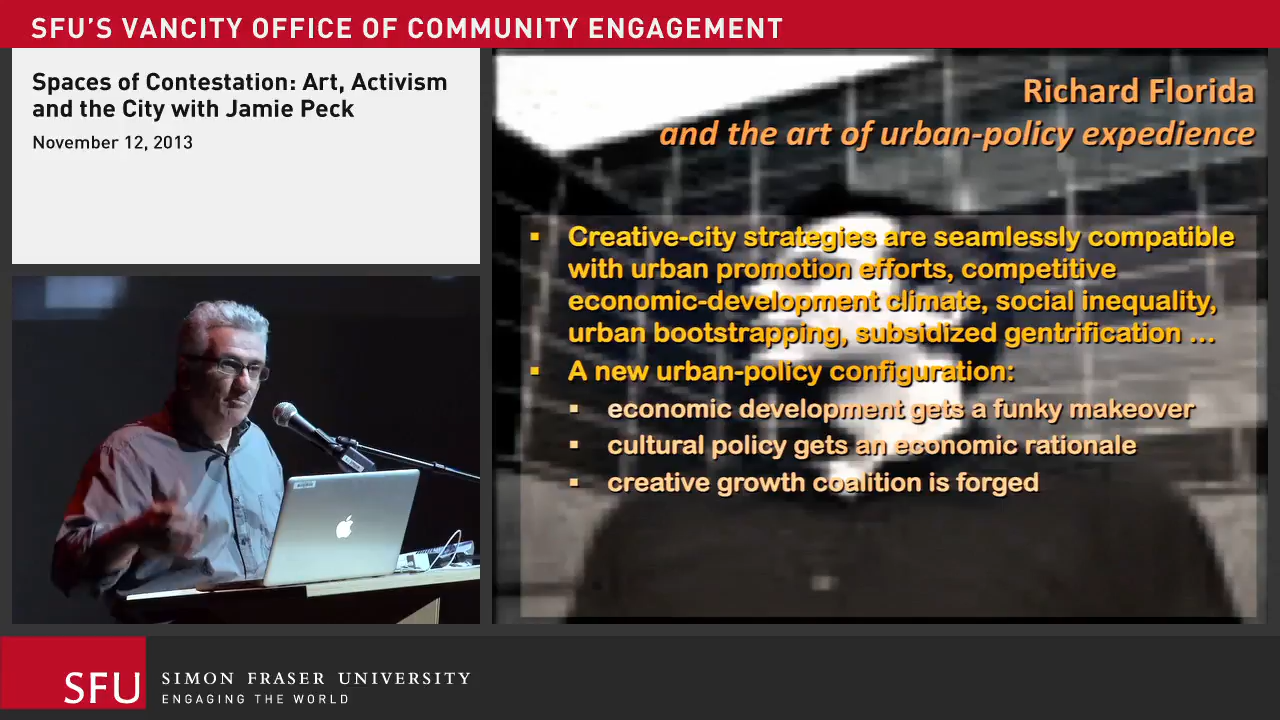 SFU'S VANCITY OFFICE OF COMMUNITY ENGAGEMENT
Spaces of Contestation: Art, Activism
and the City with Jamie Peck
November 12, 2013
Richard Florida
and the art of urban-policy expedience
▪ Creative-city strategies are seamlessly compatible
with urban promotion efforts, competitive
economic-development climate, social inequality,
urban bootstrapping, subsidized gentrification …
▪ A new urban-policy configuration:
▪ economic development gets a funky makeover
▪ cultural policy gets an economic rationale
▪ creative growth coalition is forged
SFU
SIMON FRASER UNIVERSITY
ENGAGING THE WORLD